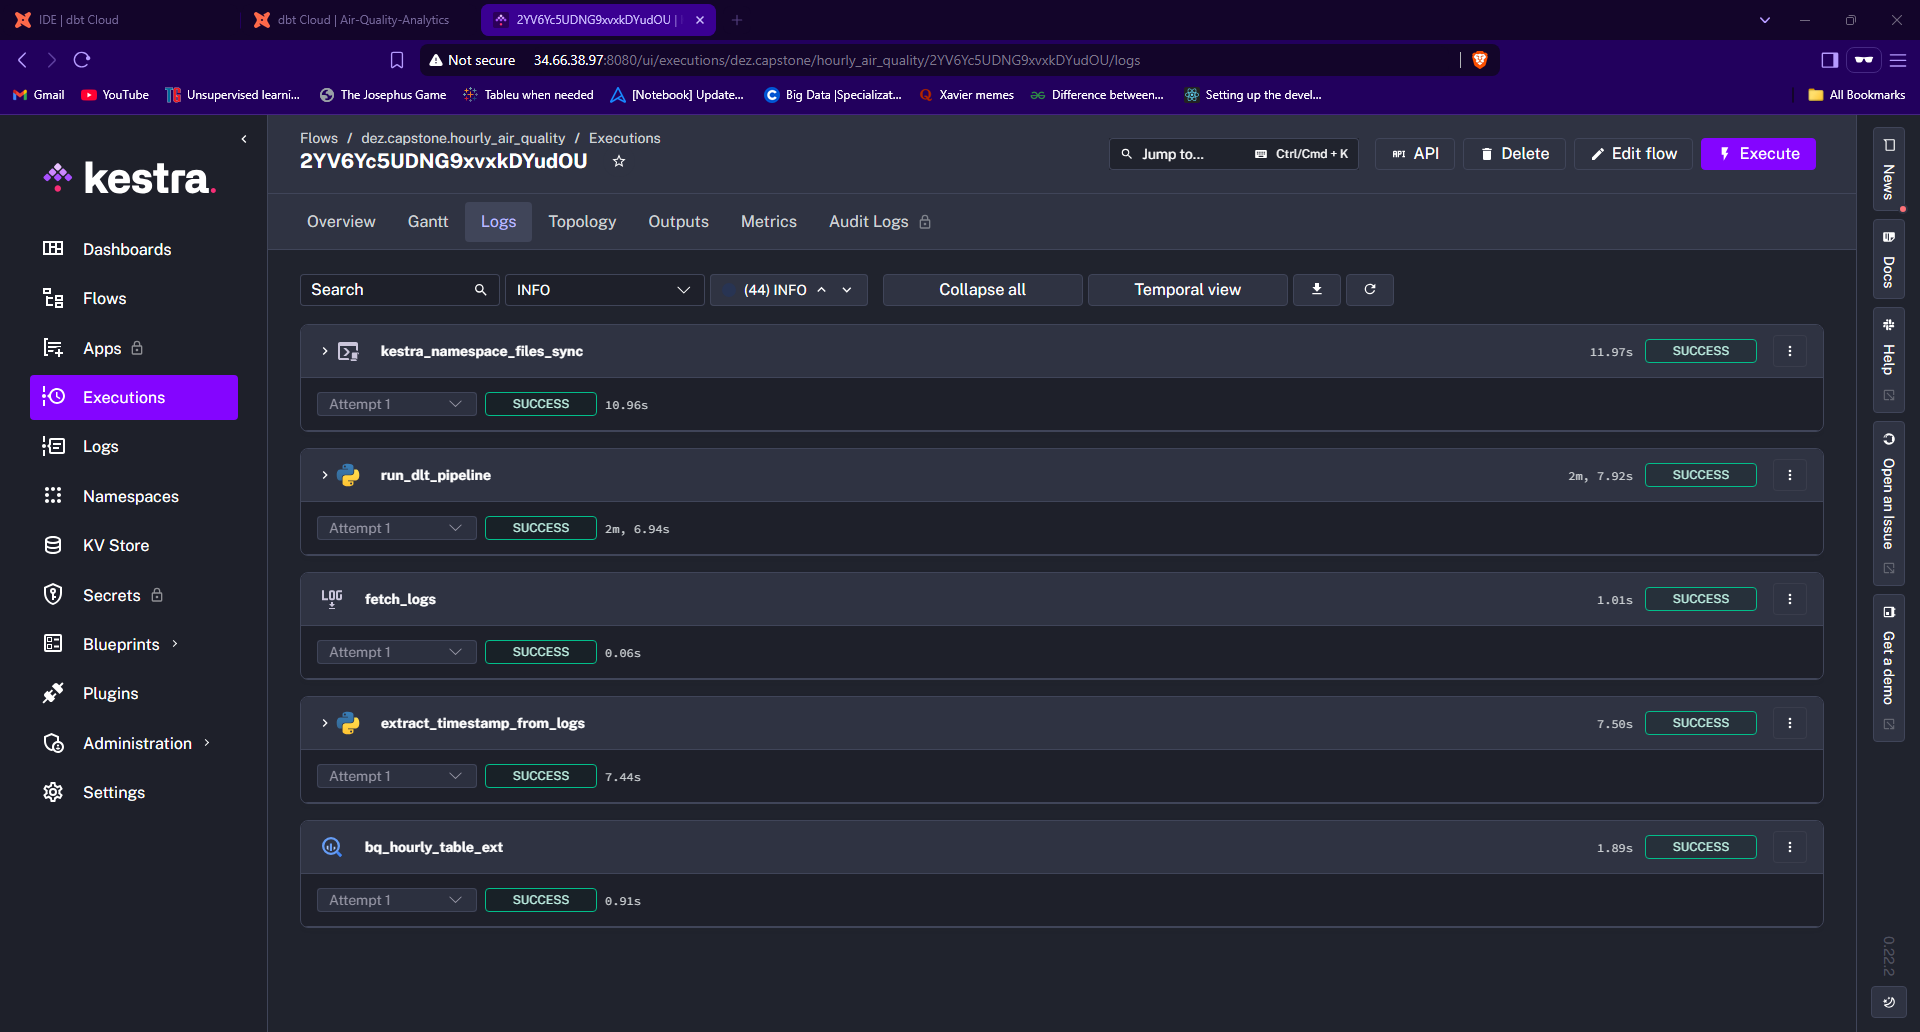 IDE | dbt Cloud
dbt Cloud | Air-Quality-Analytics
2YV6Yc5UDNG9xvxkDYudOU |
Not secure 34.66.38.97:8080/ui/executions/dez.capstone/hourly_air_quality/2YV6Yc5UDNG9xvxkDYudOU/logs
Gmail
YouTube
Unsupervised learni...
The Josephus Game
Tableu when needed
[Notebook] Update...
Big Data |Specializat...
Xavier memes
Difference between...
Setting up the devel...
All Bookmarks
kestra.
Dashboards
Flows
Apps
Executions
Logs
Namespaces
KV Store
Secrets
Blueprints
Plugins
Administration
Settings
Flows / dez.capstone.hourly_air_quality / Executions
2YV6Yc5UDNG9xvxkDYudOU
Jump to... Ctrl/Cmd + K
API API
Delete
Edit flow
Execute
Overview
Gantt
Logs
Topology
Outputs
Metrics
Audit Logs
Search
INFO
(44) INFO
Collapse all
Temporal view
kestra_namespace_files_sync 11.97s SUCCESS
Attempt 1 SUCCESS 10.96s
run_dlt_pipeline 2m, 7.92s SUCCESS
Attempt 1 SUCCESS 2m, 6.94s
LOG fetch_logs 1.01s SUCCESS
Attempt 1 SUCCESS 0.06s
extract_timestamp_from_logs 7.50s SUCCESS
Attempt 1 SUCCESS 7.44s
bq_hourly_table_ext 1.89s SUCCESS
Attempt 1 SUCCESS 0.91s
News
Docs
Help
Open an Issue
Get a demo
0.22.2